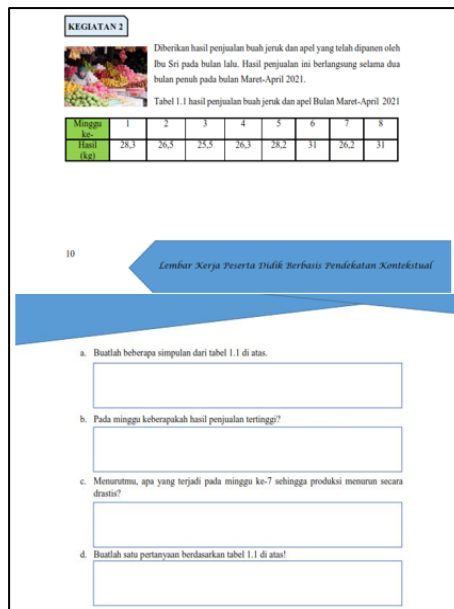 KEGIATAN 2
Diberikan hasil penjualan buah jeruk dan apel yang telah dipanen oleh
Ibu Sri pada bulan lalu. Hasil penjualan ini berlangsung selama dua
bulan penuh pada bulan Maret-April 2021.
Tabel 1.1 hasil penjualan buah jeruk dan apel Bulan Maret-April 2021
Minggu ke- 1 2 3 4 5 6 7 8
Hasil (kg) 28,3 26,5 25,5 26,3 28,2 31 26,2 31
10
Lembar Kerja Peserta Didik Berbasis Pendekatan Kontekstual
a. Buatlah beberapa simpulan dari tabel 1.1 di atas.
b. Pada minggu keberapakah hasil penjualan tertinggi?
c. Menurutmu, apa yang terjadi pada minggu ke-7 sehingga produksi menurun secara
drastis?
d. Buatlah satu pertanyaan berdasarkan tabel 1.1 di atas!